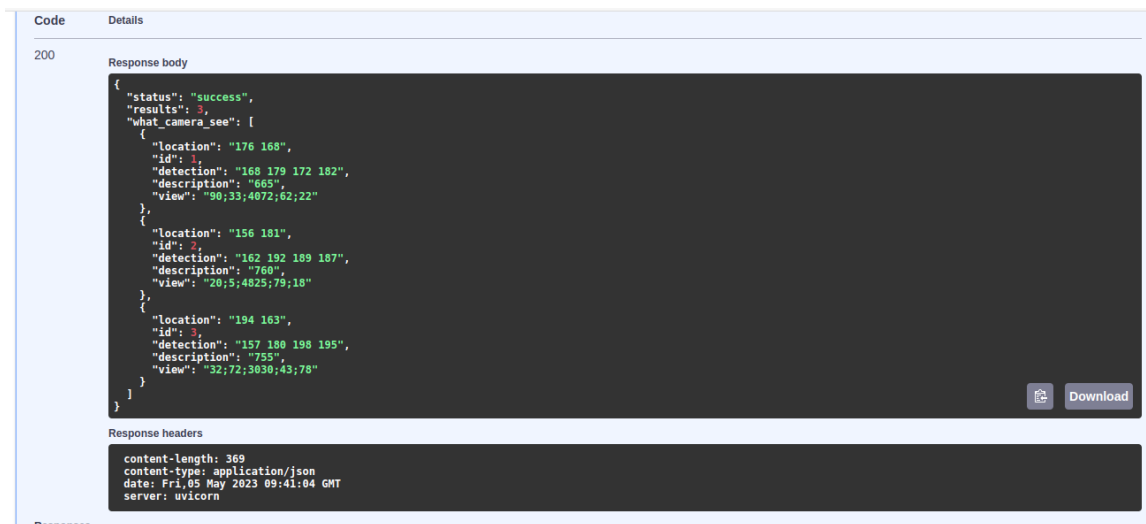 Code Details
200
Response body
{
"status": "success",
"results": 3,
"what_camera_see": [
{
"location": "176 168",
"id": 1,
"detection": "168 179 172 182",
"description": "665",
"view": "90;33;4072;62;22"
},
{
"location": "156 181",
"id": 2,
"detection": "162 192 189 187",
"description": "760",
"view": "20;5;4825;79;18"
},
{
"location": "194 163",
"id": 3,
"detection": "157 180 198 195",
"description": "755",
"view": "32;72;3030;43;78"
}
]
}
Download
Response headers
content-length: 369
content-type: application/json
date: Fri,05 May 2023 09:41:04 GMT
server: uvicorn